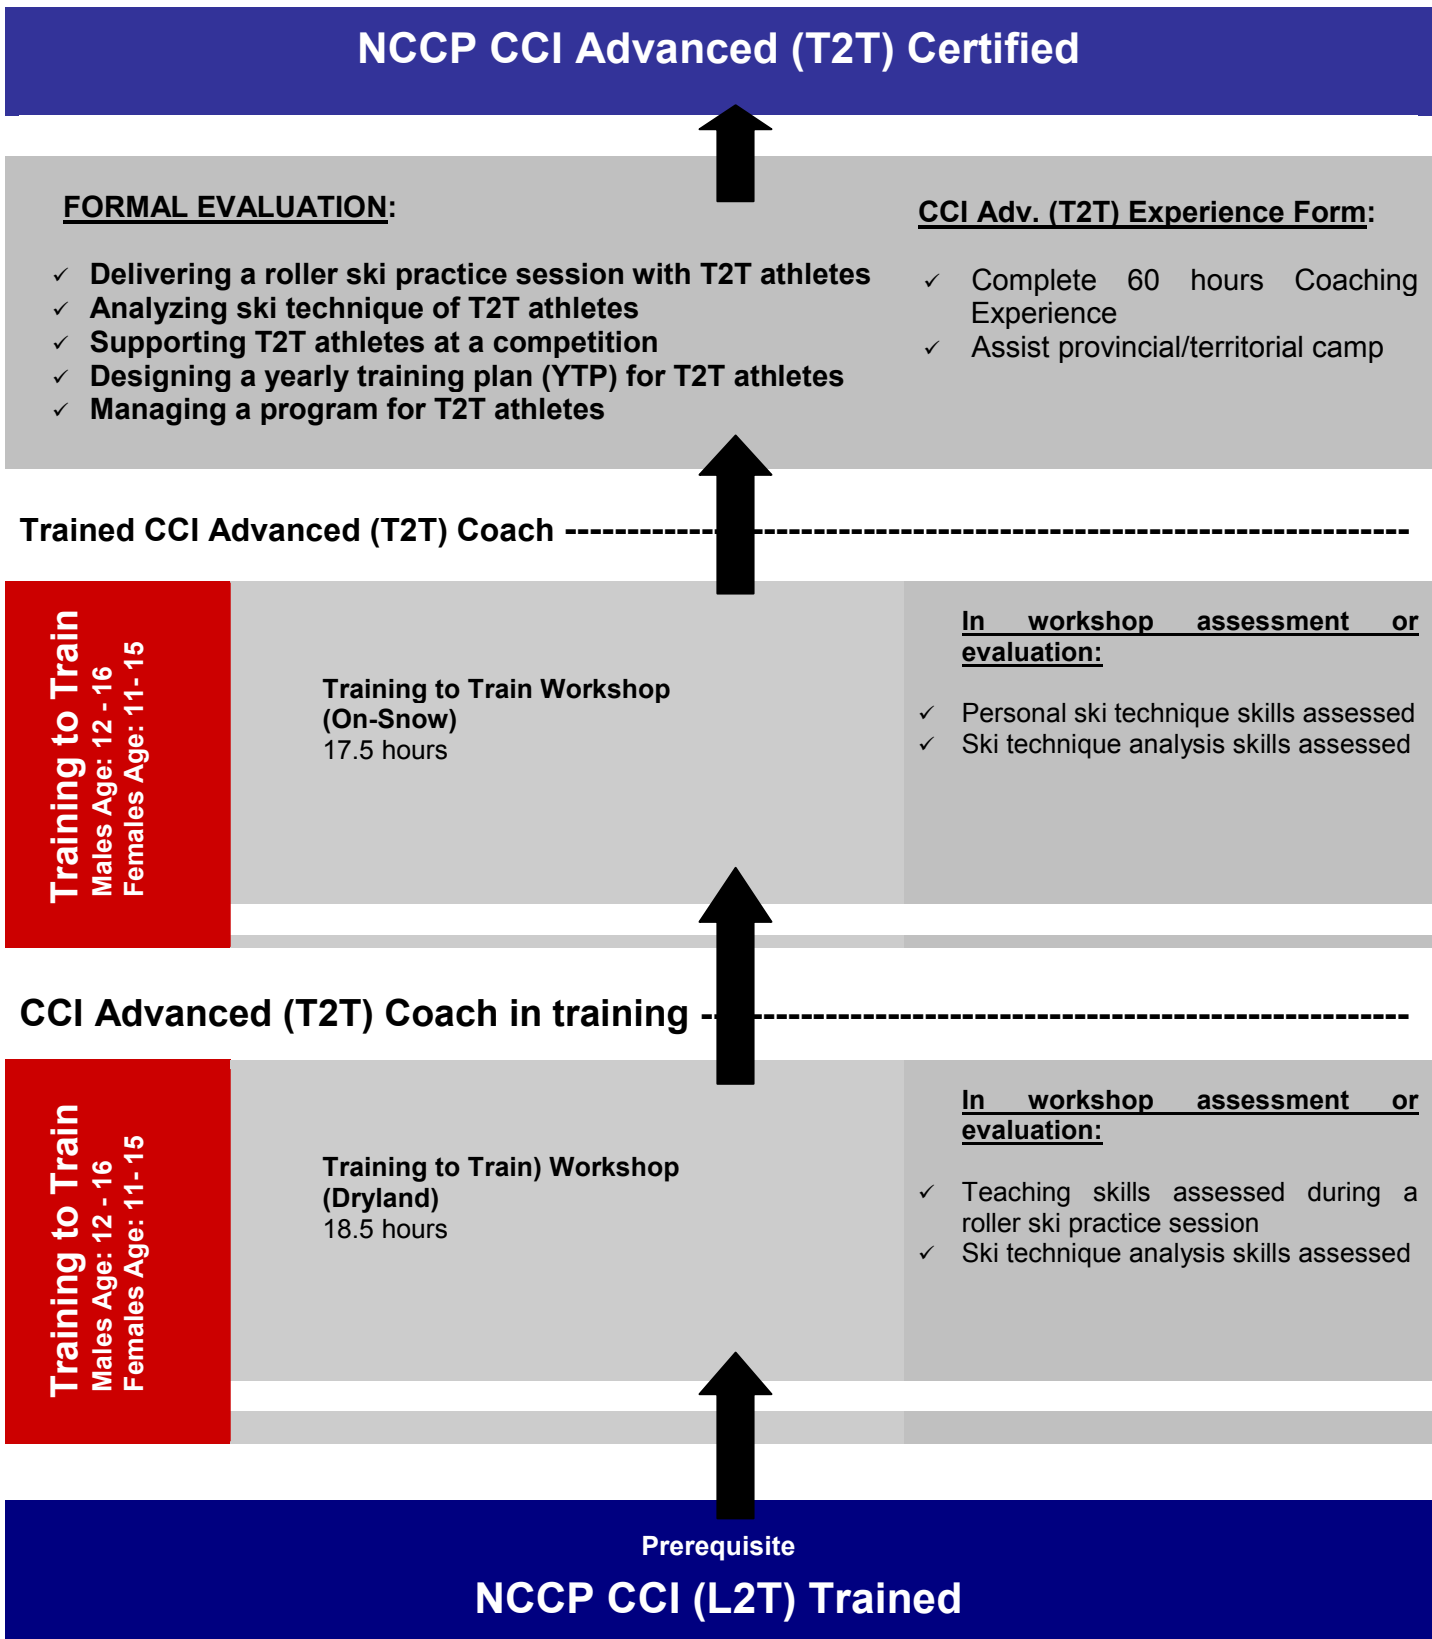 NCCP CCI Advanced (T2T) Certified
FORMAL EVALUATION:
✓ Delivering a roller ski practice session with T2T athletes
✓ Analyzing ski technique of T2T athletes
✓ Supporting T2T athletes at a competition
✓ Designing a yearly training plan (YTP) for T2T athletes
✓ Managing a program for T2T athletes
CCI Adv. (T2T) Experience Form:
✓ Complete 60 hours Coaching
Experience
✓ Assist provincial/territorial camp
Trained CCI Advanced (T2T) Coach --------------------------------------------------------------------
Training to Train
Males Age: 12 - 16
Females Age: 11- 15
Training to Train Workshop
(On-Snow)
17.5 hours
In workshop assessment or
evaluation:
✓ Personal ski technique skills assessed
✓ Ski technique analysis skills assessed
CCI Advanced (T2T) Coach in training ---------------------------------------------------------
Training to Train
Males Age: 12 - 16
Females Age: 11- 15
Training to Train) Workshop
(Dryland)
18.5 hours
In workshop assessment or
evaluation:
✓ Teaching skills assessed during a
roller ski practice session
✓ Ski technique analysis skills assessed
Prerequisite
NCCP CCI (L2T) Trained